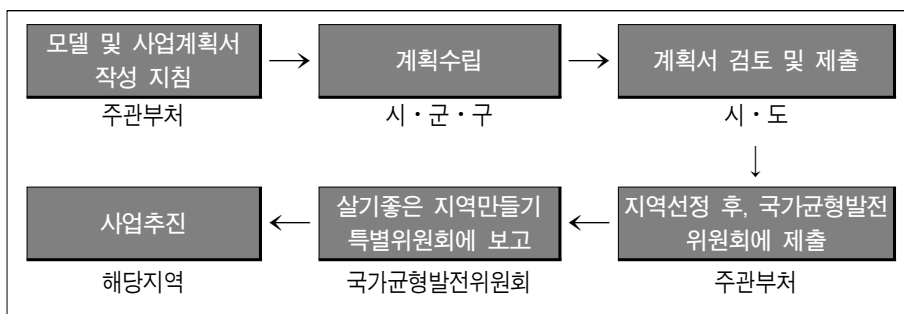 모델 및 사업계획서
작성 지침
주관부처
계획수립
시・군・구
계획서 검토 및 제출
시・도
지역선정 후, 국가균형발전
위원회에 제출
주관부처
살기좋은 지역만들기
특별위원회에 보고
국가균형발전위원회
사업추진
해당지역